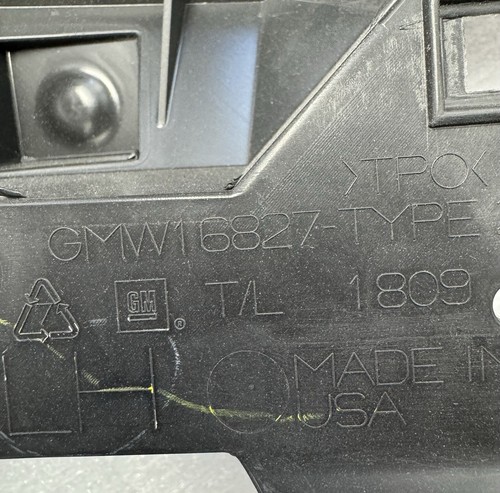 >TPO<
GMW16827-TYPE
GM ® T/L 1809
LH MADE IN
USA